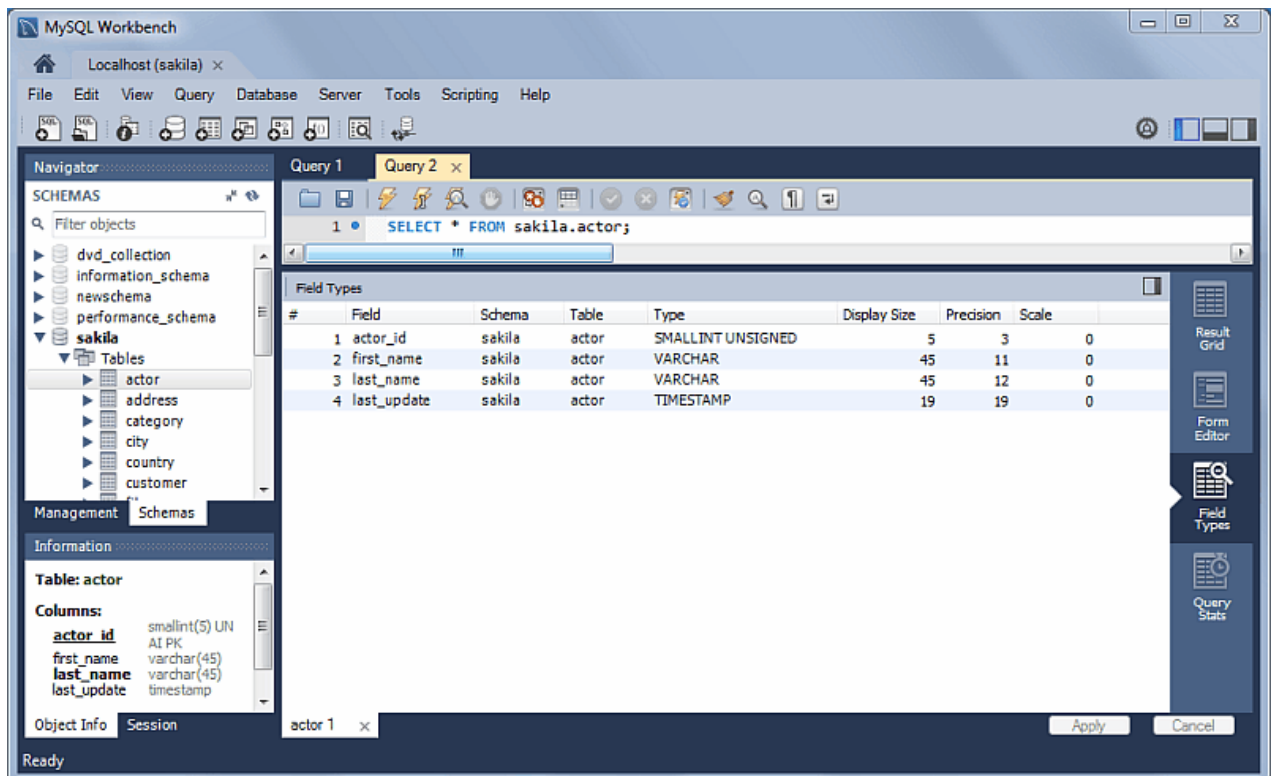 MySQL Workbench
Localhost (sakila)
File Edit View Query Database Server Tools Scripting Help
Navigator
SCHEMAS
Filter objects
dvd_collection
information_schema
newschema
performance_schema
sakila
Tables
actor
address
category
city
country
customer
Management Schemas
Information
Table: actor
Columns:
actor_id smallint(5) UN
AI PK
first_name varchar(45)
last_name varchar(45)
last_update timestamp
Object Info Session
Query 1 Query 2
1 SELECT * FROM sakila.actor;
Field Types
# Field Schema Table Type Display Size Precision Scale
1 actor_id sakila actor SMALLINT UNSIGNED 5 3 0
2 first_name sakila actor VARCHAR 45 11 0
3 last_name sakila actor VARCHAR 45 12 0
4 last_update sakila actor TIMESTAMP 19 19 0
Result
Grid
Form
Editor
Field
Types
Query
Stats
actor 1
Apply Cancel
Ready